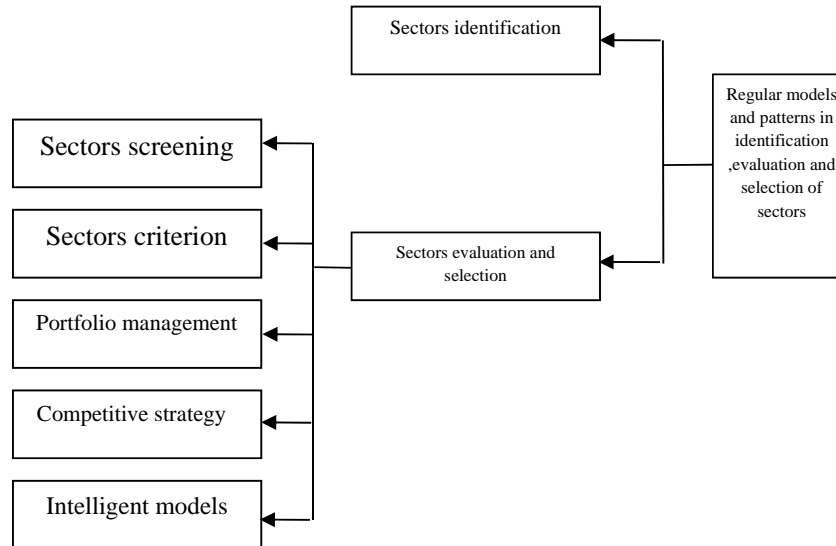 Sectors identification
Regular models
and patterns in
identification
,evaluation and
selection of
sectors
Sectors screening
Sectors criterion
Sectors evaluation and
selection
Portfolio management
Competitive strategy
Intelligent models